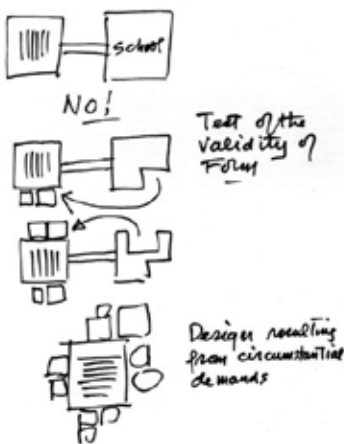 School
NO!
Test of the
Validity of
Form
Design resulting
from circumstantial
demands